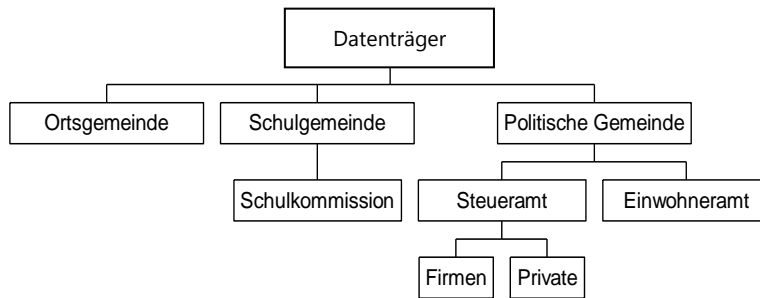 Datenträger
Ortsgemeinde
Schulgemeinde
Politische Gemeinde
Schulkommission
Steueramt
Einwohneramt
Firmen
Private